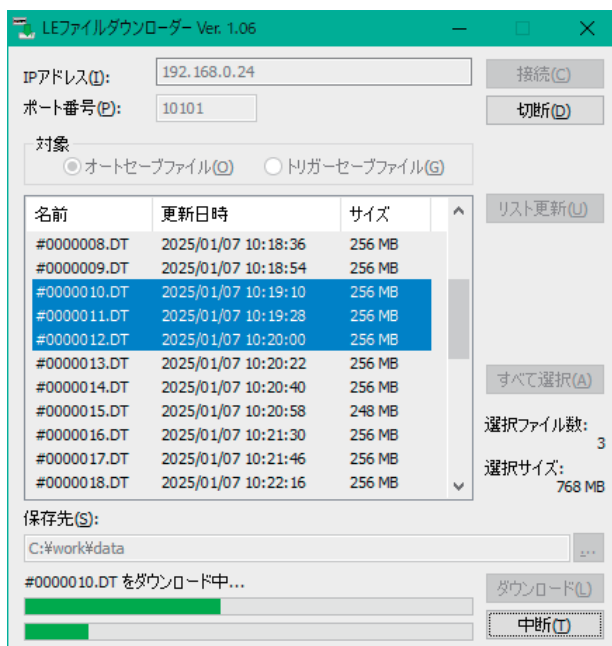 LEファイルダウンローダー Ver. 1.06
IPアドレス(I): 192.168.0.24 接続(C)
ポート番号(P): 10101 切断(D)
対象
オートセーブファイル(O) トリガーセーブファイル(G)
名前 更新日時 サイズ リスト更新(U)
#0000008.DT 2025/01/07 10:18:36 256 MB
#0000009.DT 2025/01/07 10:18:54 256 MB
#0000010.DT 2025/01/07 10:19:10 256 MB
#0000011.DT 2025/01/07 10:19:28 256 MB
#0000012.DT 2025/01/07 10:20:00 256 MB
#0000013.DT 2025/01/07 10:20:22 256 MB
#0000014.DT 2025/01/07 10:20:40 256 MB
#0000015.DT 2025/01/07 10:20:58 248 MB
#0000016.DT 2025/01/07 10:21:30 256 MB
#0000017.DT 2025/01/07 10:21:46 256 MB
#0000018.DT 2025/01/07 10:22:16 256 MB
すべて選択(A)
選択ファイル数:
3
選択サイズ:
768 MB
保存先(S):
C:¥work¥data ...
#0000010.DT をダウンロード中... ダウンロード(L)
中断(T)